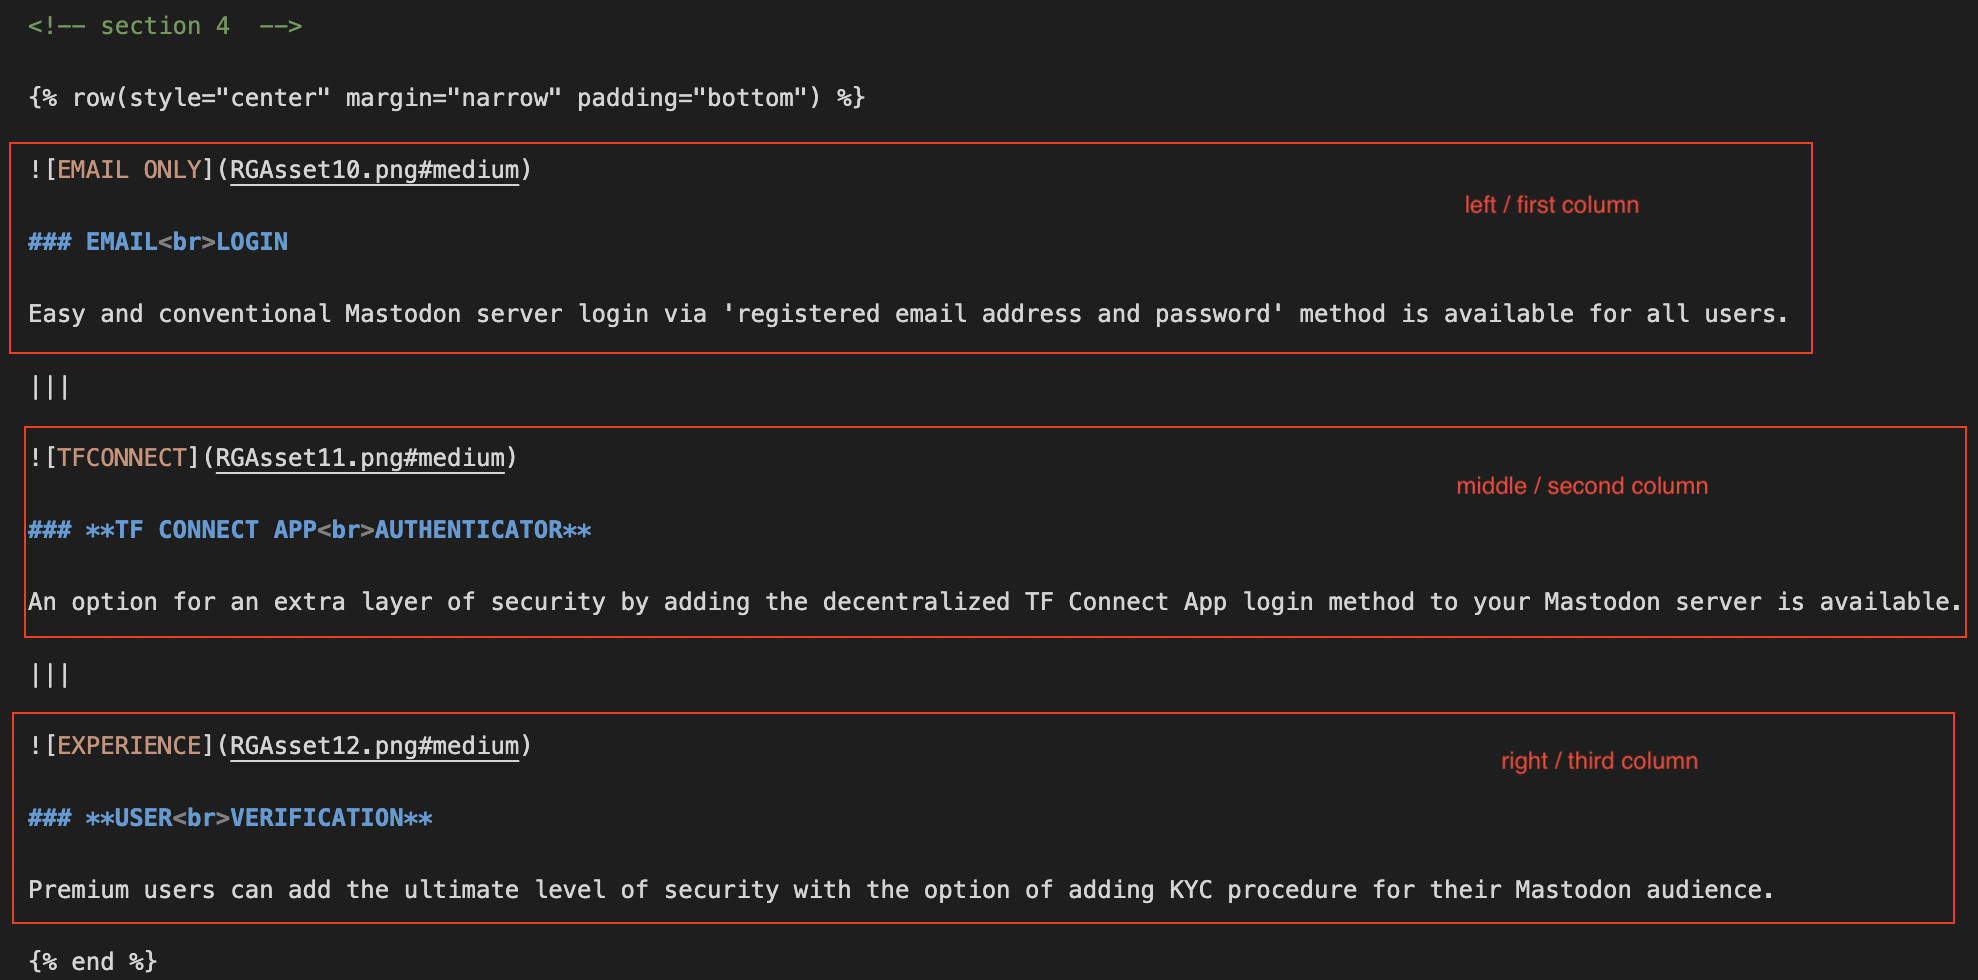 <!-- section 4  -->
{% row(style="center" margin="narrow" padding="bottom") %}
![EMAIL ONLY](RGAsset10.png#medium)
left / first column
### EMAIL<br>LOGIN
Easy and conventional Mastodon server login via 'registered email address and password' method is available for all users.
|||
![TFCONNECT](RGAsset11.png#medium)
middle / second column
### **TF CONNECT APP<br>AUTHENTICATOR**
An option for an extra layer of security by adding the decentralized TF Connect App login method to your Mastodon server is available.
|||
![EXPERIENCE](RGAsset12.png#medium)
right / third column
### **USER<br>VERIFICATION**
Premium users can add the ultimate level of security with the option of adding KYC procedure for their Mastodon audience.
{% end %}